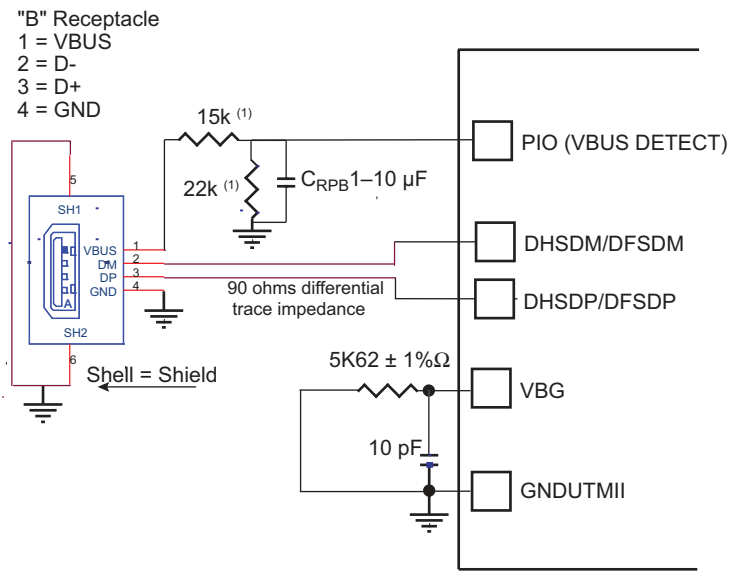 "B" Receptacle
1 = VBUS
2 = D-
3 = D+
4 = GND
15k (1)
22k (1)
CRPB1–10 µF
PIO (VBUS DETECT)
5
SH1
VBUS
1
DM
2
DP
3
GND
4
A
SH2
6
DHSDM/DFSDM
90 ohms differential
trace impedance
DHSDP/DFSDP
Shell = Shield
5K62 ± 1%Ω
VBG
10 pF
GNDUTMII